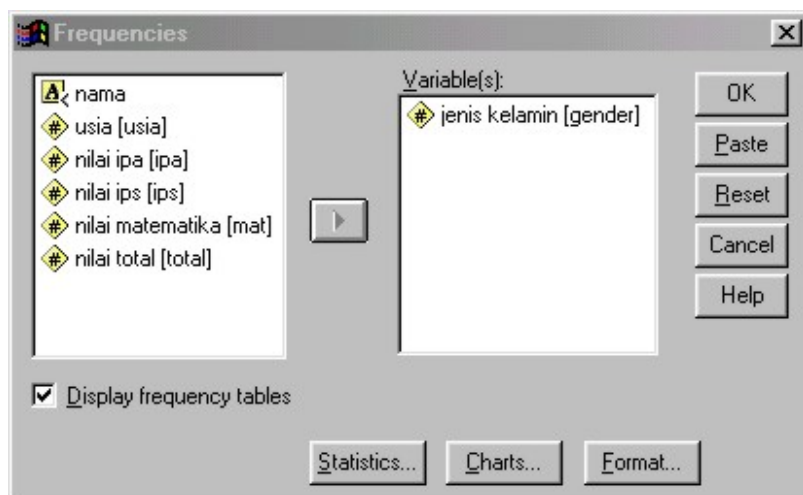 Frequencies
nama
usia [usia]
nilai ipa [ipa]
nilai ips [ips]
nilai matematika [mat]
nilai total [total]
Variable(s):
jenis kelamin [gender]
OK
Paste
Reset
Cancel
Help
Display frequency tables
Statistics...
Charts...
Format...